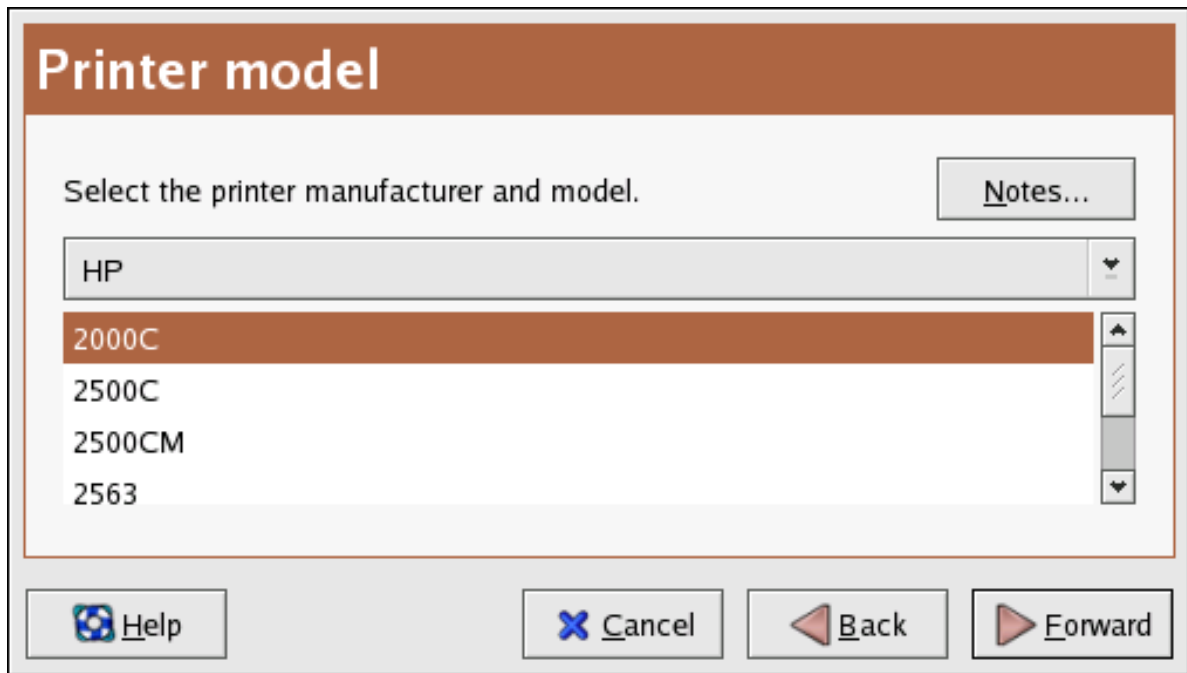 Printer model
Select the printer manufacturer and model.
Notes...
HP
2000C
2500C
2500CM
2563
Help
Cancel
Back
Forward